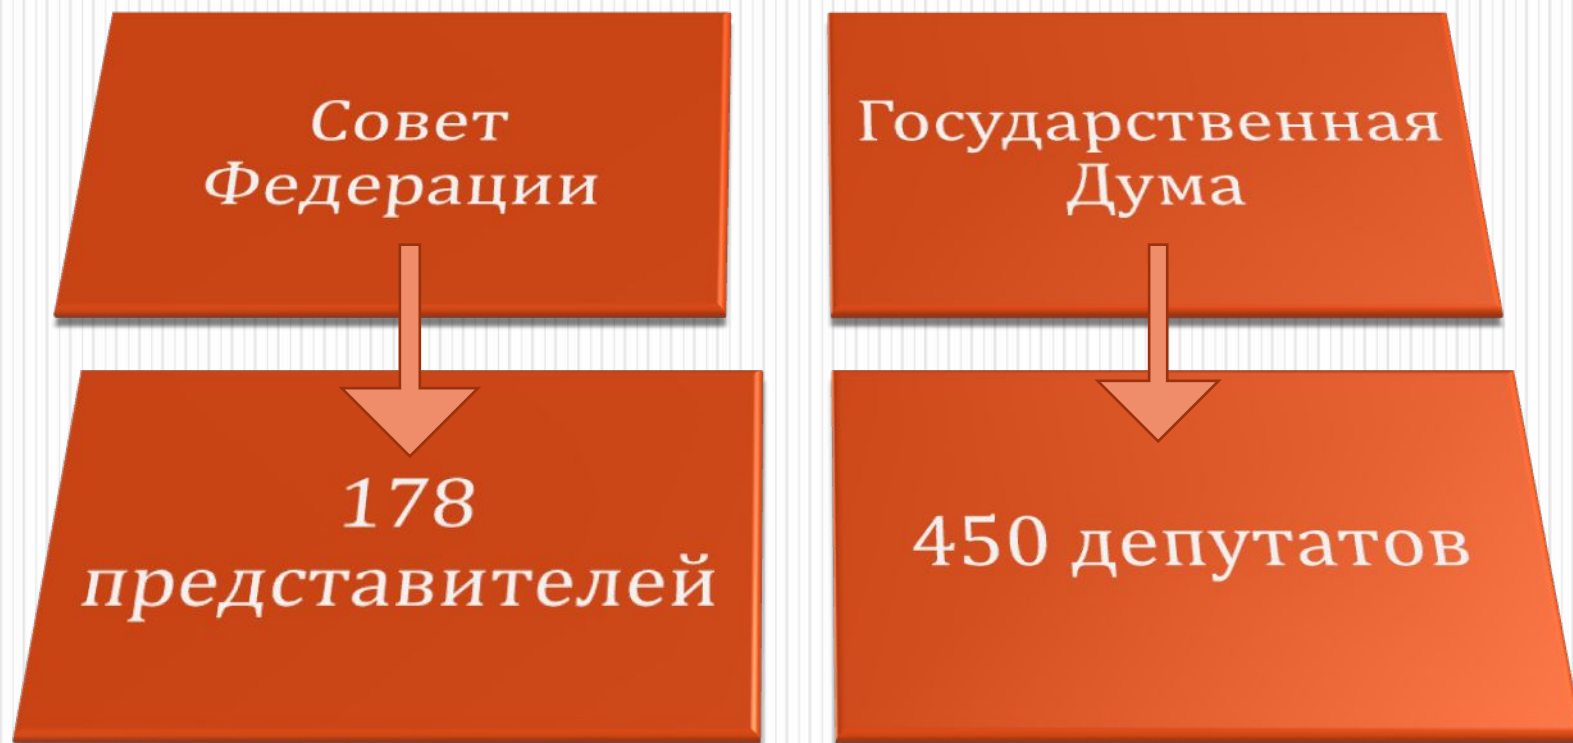 Совет
Федерации
Государственная
Дума
178
представителей
450 депутатов